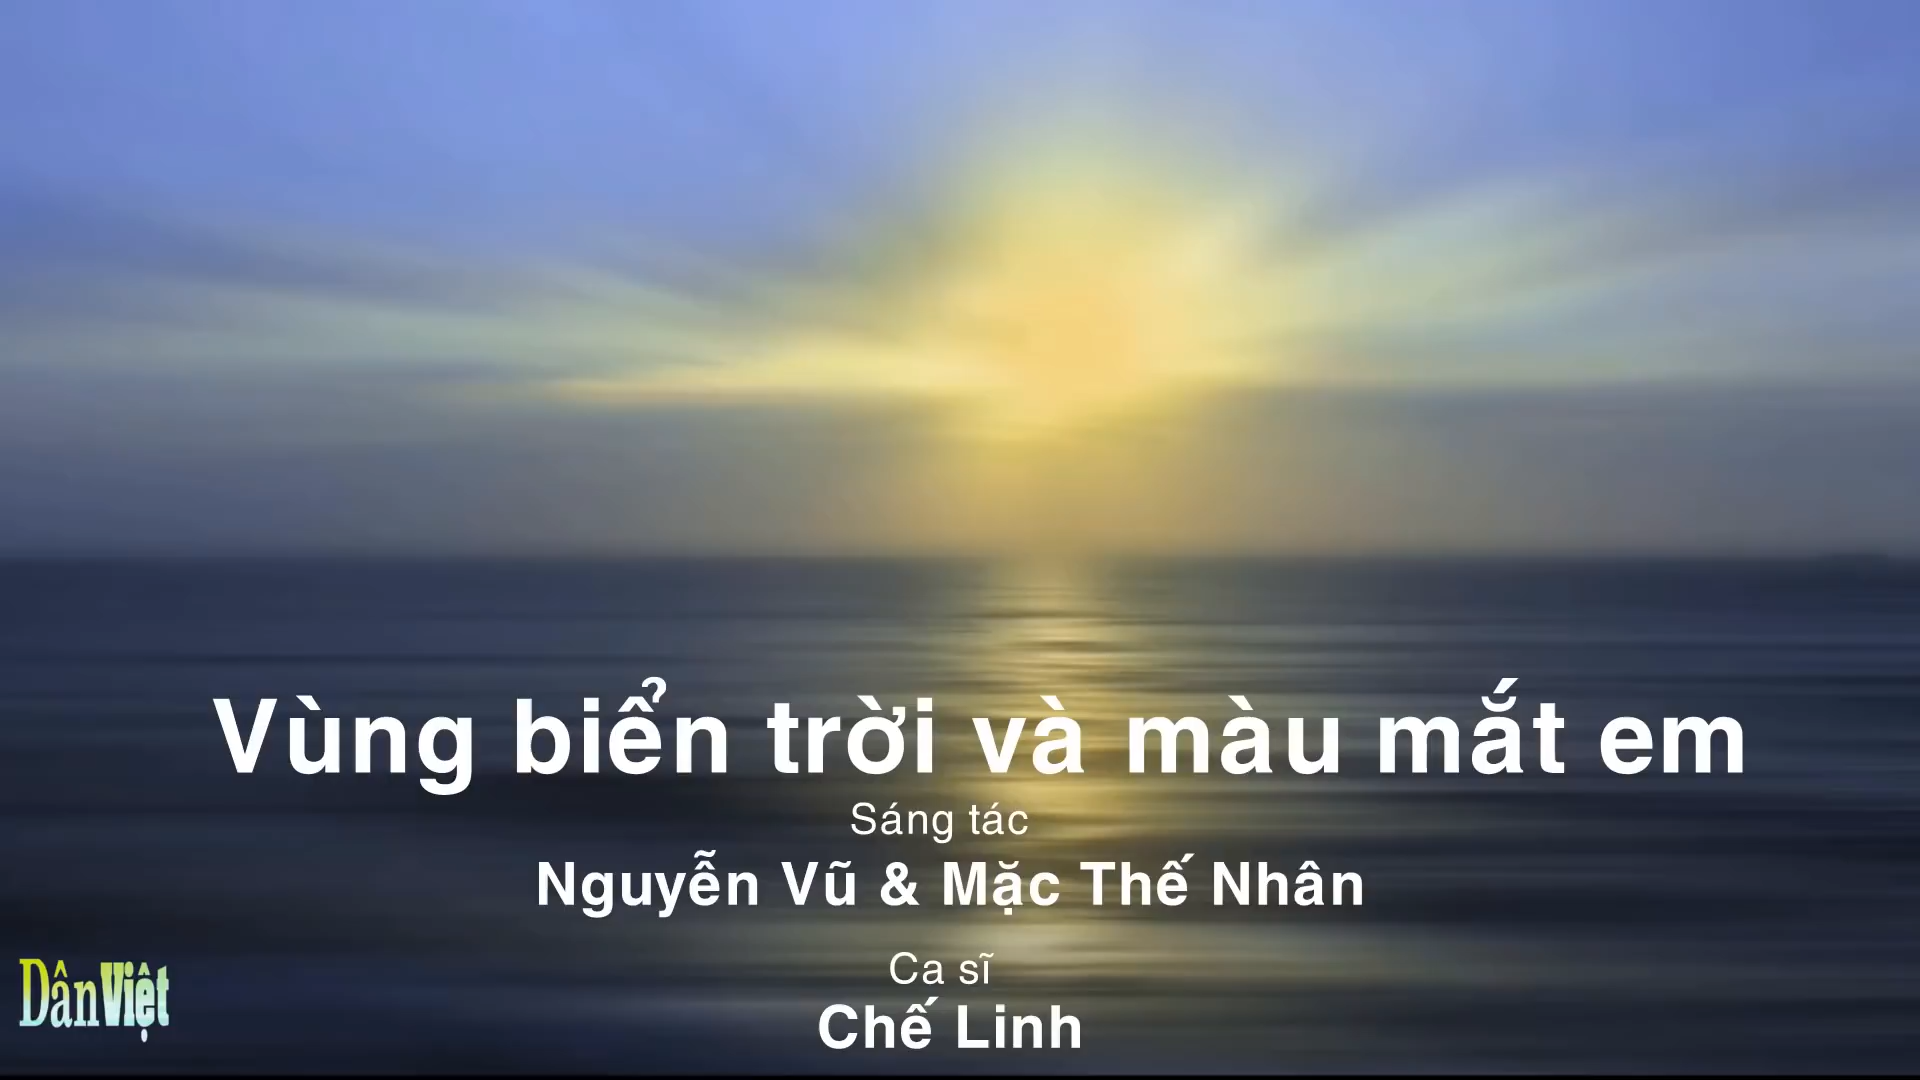 Vùng biển trời và màu mắt em
Sáng tác
Nguyễn Vũ & Mặc Thế Nhân
Ca sĩ
Chế Linh
DânViệt